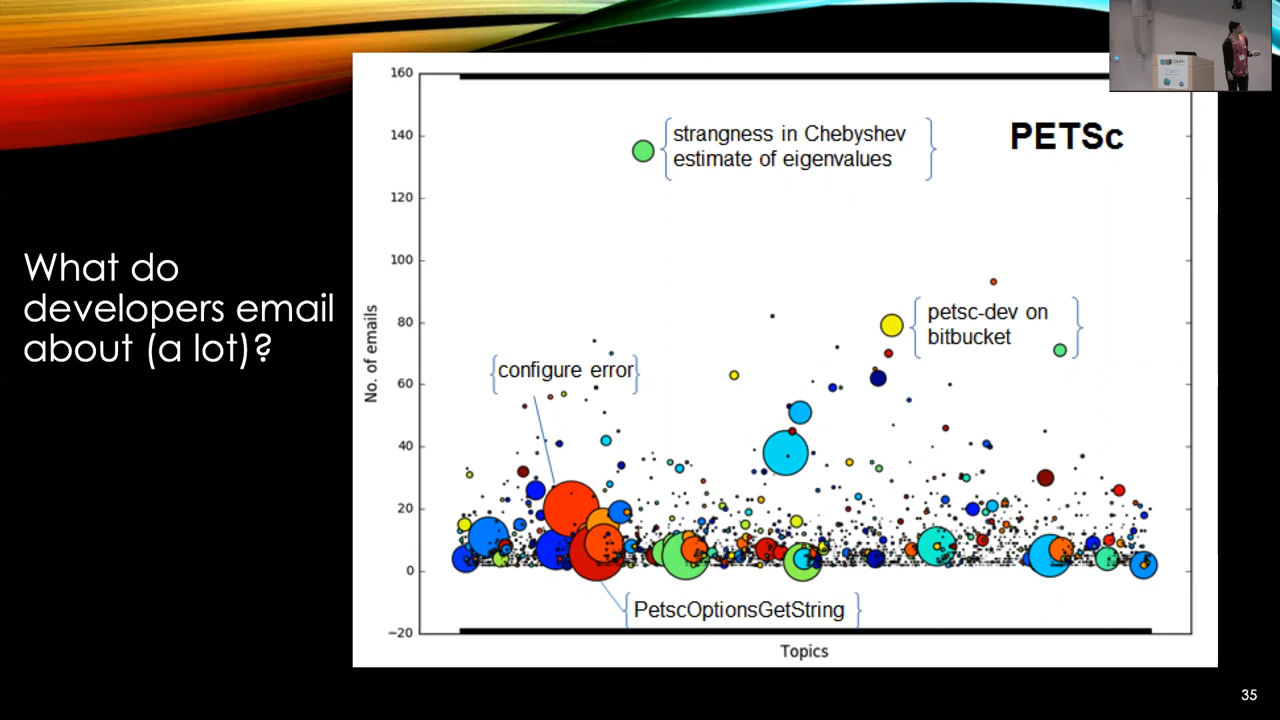 What do
developers email
about (a lot)?
PETSc
strangness in Chebyshev
estimate of eigenvalues
petsc-dev on
bitbucket
configure error
PetscOptionsGetString
No. of emails
160
140
120
100
80
60
40
20
0
−20
Topics
35